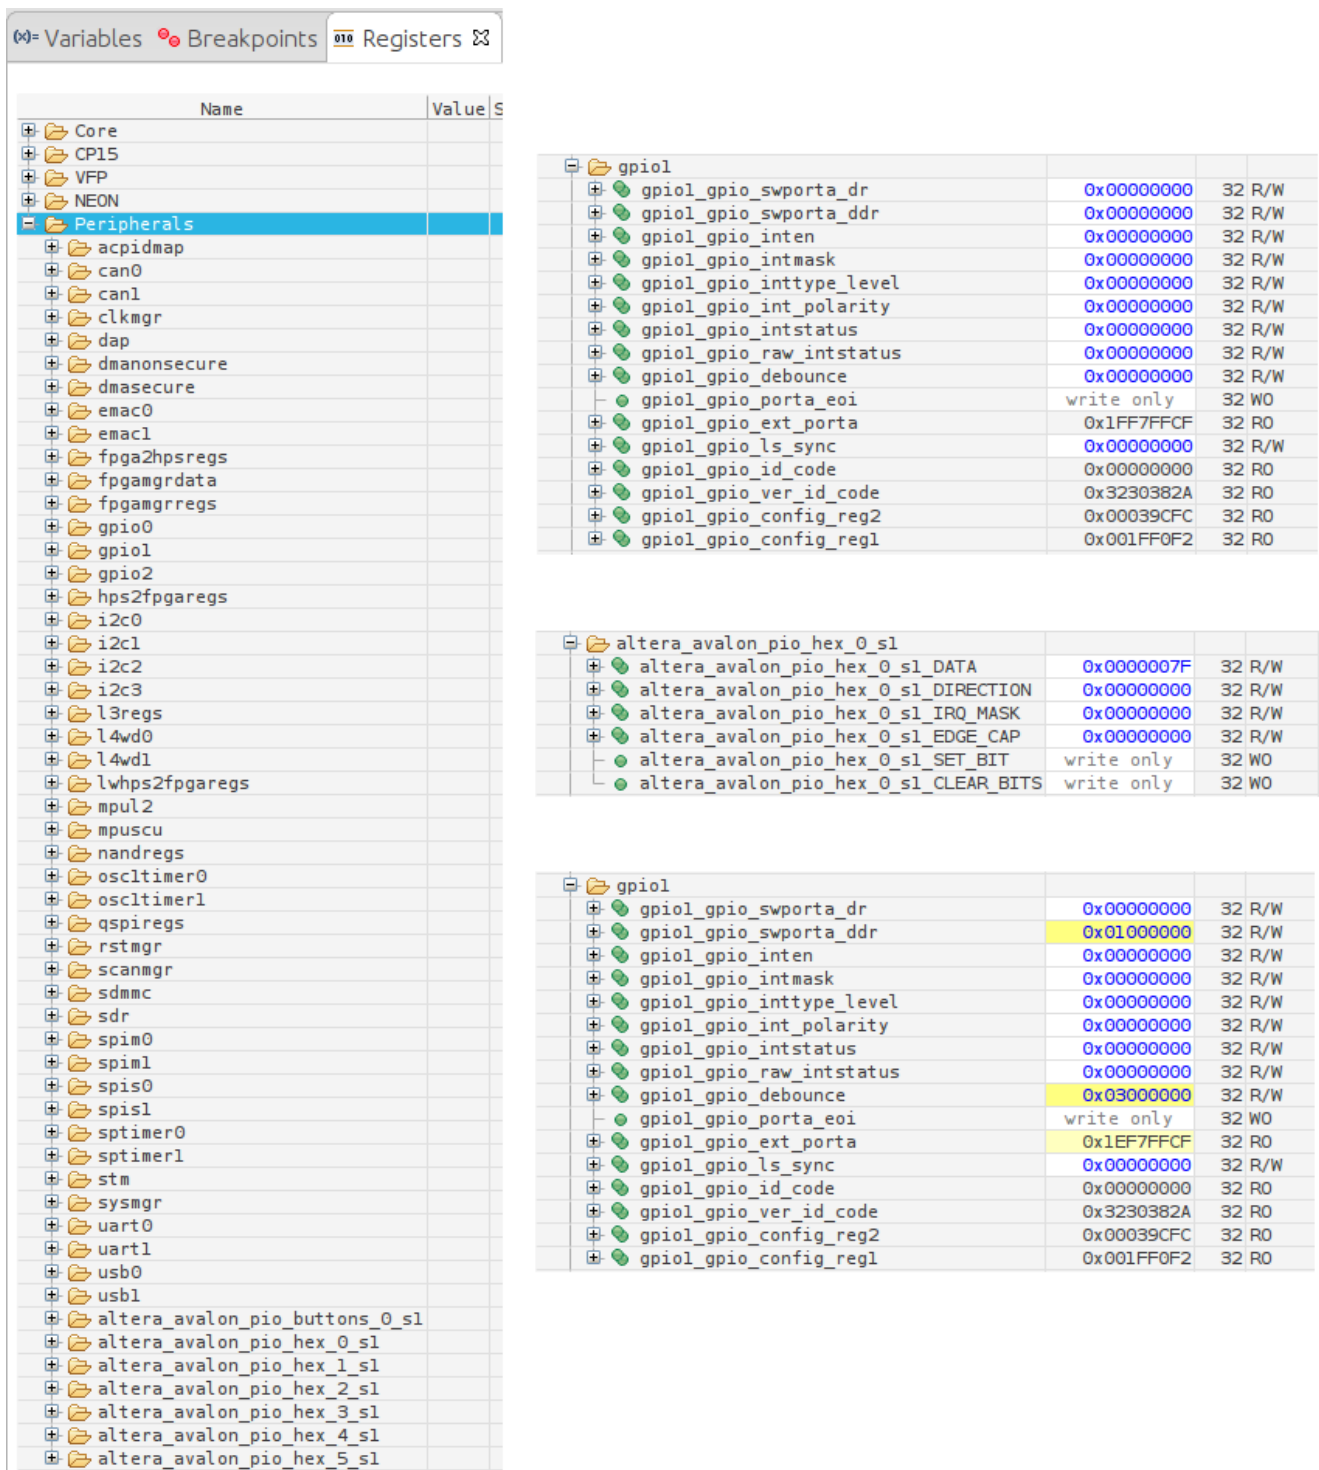 (x)= Variables Breakpoints 010 Registers
Name Value S
Core
CP15
VFP
NEON
Peripherals
acpidmap
can0
can1
clkmgr
dap
dmanonsecure
dmasecure
emac0
emac1
fpga2hpsregs
fpgamgrdata
fpgamgrregs
gpio0
gpio1
gpio2
hps2fpgaregs
i2c0
i2c1
i2c2
i2c3
l3regs
l4wd0
l4wd1
lwhps2fpgaregs
mpul2
mpuscu
nandregs
osc1timer0
osc1timer1
qspiregs
rstmgr
scanmgr
sdmmc
sdr
spim0
spim1
spis0
spis1
sptimer0
sptimer1
stm
sysmgr
uart0
uart1
usb0
usb1
altera_avalon_pio_buttons_0_s1
altera_avalon_pio_hex_0_s1
altera_avalon_pio_hex_1_s1
altera_avalon_pio_hex_2_s1
altera_avalon_pio_hex_3_s1
altera_avalon_pio_hex_4_s1
altera_avalon_pio_hex_5_s1
gpio1
gpio1_gpio_swporta_dr 0x00000000 32 R/W
gpio1_gpio_swporta_ddr 0x00000000 32 R/W
gpio1_gpio_inten 0x00000000 32 R/W
gpio1_gpio_intmask 0x00000000 32 R/W
gpio1_gpio_inttype_level 0x00000000 32 R/W
gpio1_gpio_int_polarity 0x00000000 32 R/W
gpio1_gpio_intstatus 0x00000000 32 R/W
gpio1_gpio_raw_intstatus 0x00000000 32 R/W
gpio1_gpio_debounce 0x00000000 32 R/W
gpio1_gpio_porta_eoi write only 32 WO
gpio1_gpio_ext_porta 0x1FF7FFCF 32 RO
gpio1_gpio_ls_sync 0x00000000 32 R/W
gpio1_gpio_id_code 0x00000000 32 RO
gpio1_gpio_ver_id_code 0x3230382A 32 RO
gpio1_gpio_config_reg2 0x00039CFC 32 RO
gpio1_gpio_config_reg1 0x001FF0F2 32 RO
altera_avalon_pio_hex_0_s1
altera_avalon_pio_hex_0_s1_DATA 0x0000007F 32 R/W
altera_avalon_pio_hex_0_s1_DIRECTION 0x00000000 32 R/W
altera_avalon_pio_hex_0_s1_IRQ_MASK 0x00000000 32 R/W
altera_avalon_pio_hex_0_s1_EDGE_CAP 0x00000000 32 R/W
altera_avalon_pio_hex_0_s1_SET_BIT write only 32 WO
altera_avalon_pio_hex_0_s1_CLEAR_BITS write only 32 WO
gpio1
gpio1_gpio_swporta_dr 0x00000000 32 R/W
gpio1_gpio_swporta_ddr 0x01000000 32 R/W
gpio1_gpio_inten 0x00000000 32 R/W
gpio1_gpio_intmask 0x00000000 32 R/W
gpio1_gpio_inttype_level 0x00000000 32 R/W
gpio1_gpio_int_polarity 0x00000000 32 R/W
gpio1_gpio_intstatus 0x00000000 32 R/W
gpio1_gpio_raw_intstatus 0x00000000 32 R/W
gpio1_gpio_debounce 0x03000000 32 R/W
gpio1_gpio_porta_eoi write only 32 WO
gpio1_gpio_ext_porta 0x1EF7FFCF 32 RO
gpio1_gpio_ls_sync 0x00000000 32 R/W
gpio1_gpio_id_code 0x00000000 32 RO
gpio1_gpio_ver_id_code 0x3230382A 32 RO
gpio1_gpio_config_reg2 0x00039CFC 32 RO
gpio1_gpio_config_reg1 0x001FF0F2 32 RO